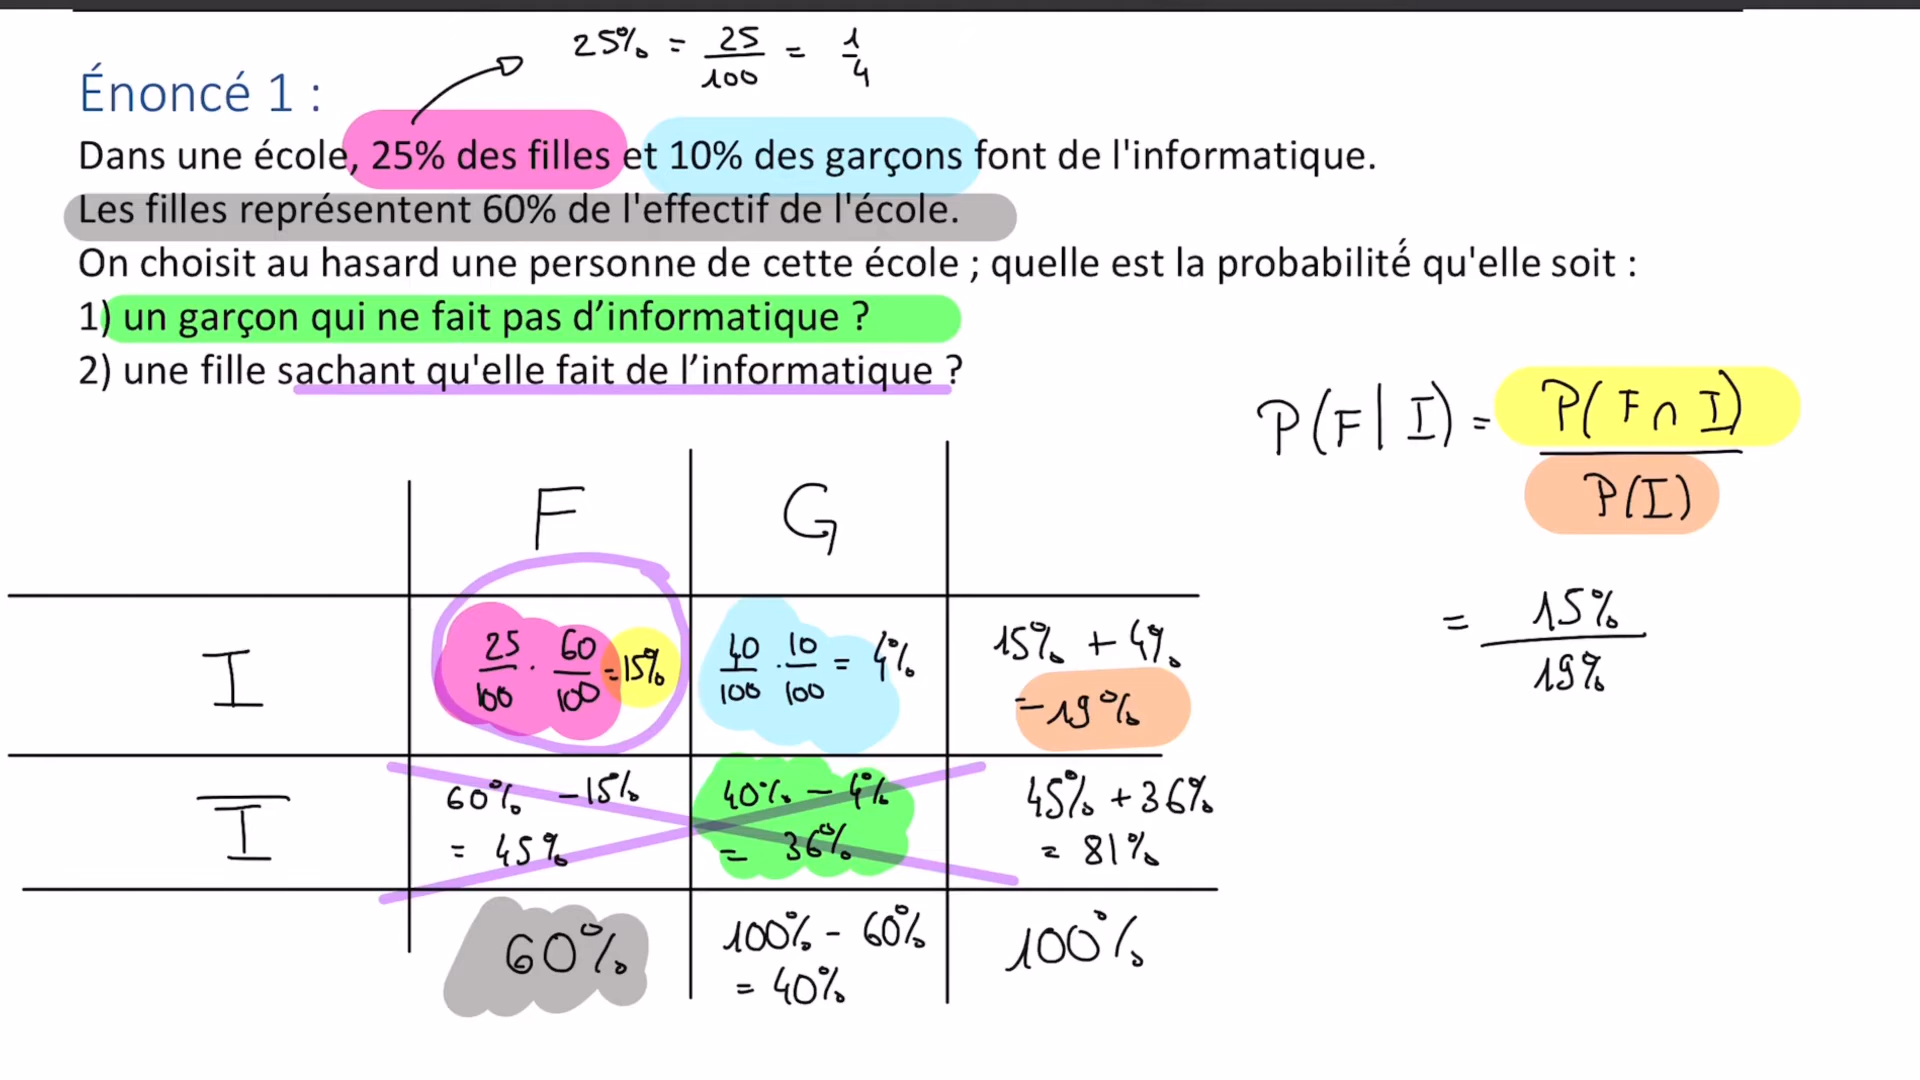 25% = 25/100 = 1/4
Énoncé 1 :
Dans une école, 25% des filles et 10% des garçons font de l'informatique.
Les filles représentent 60% de l'effectif de l'école.
On choisit au hasard une personne de cette école ; quelle est la probabilité qu'elle soit :
1) un garçon qui ne fait pas d’informatique ?
2) une fille sachant qu'elle fait de l’informatique ?
P(F|I) = P(F∩I)/P(I)
= 15%/19%
F G
I 25/100 · 60/100 = 15% 40/100 · 10/100 = 4% 15% + 4%
= 19%
I̅ 60% - 15% 40% - 4% 45% + 36%
= 45% = 36% = 81%
60% 100% - 60% 100%
= 40%